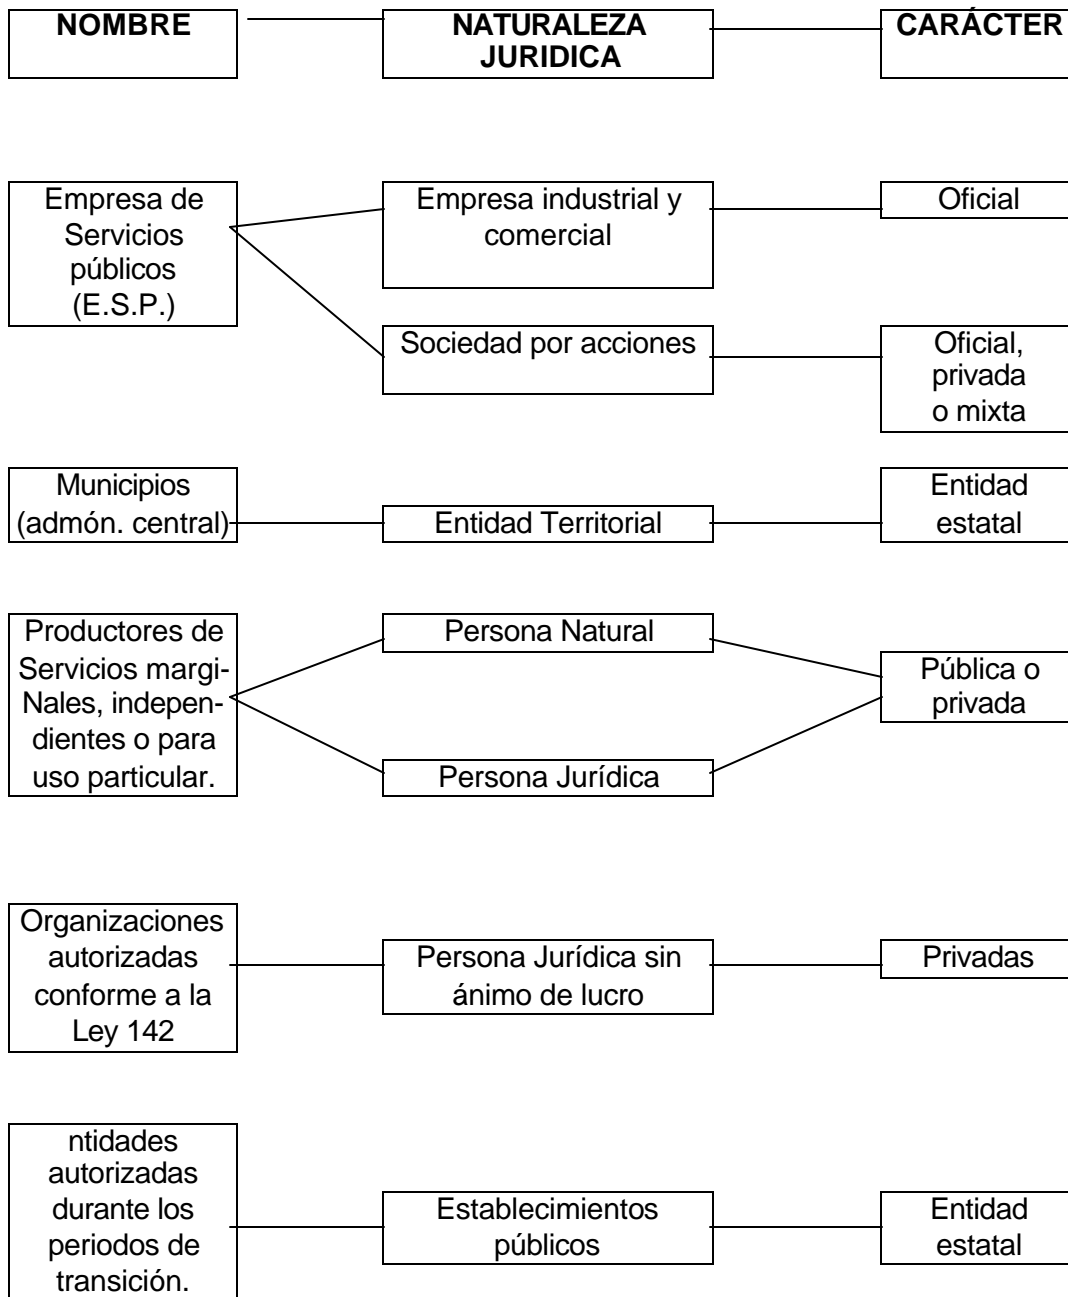 NOMBRE
NATURALEZA
JURIDICA
CARÁCTER
Empresa de
Servicios
públicos
(E.S.P.)
Empresa industrial y
comercial
Oficial
Sociedad por acciones
Oficial,
privada
o mixta
Municipios
(admón. central)
Entidad Territorial
Entidad
estatal
Productores de
Servicios margi-
Nales, indepen-
dientes o para
uso particular.
Persona Natural
Persona Jurídica
Pública o
privada
Organizaciones
autorizadas
conforme a la
Ley 142
Persona Jurídica sin
ánimo de lucro
Privadas
ntidades
autorizadas
durante los
periodos de
transición.
Establecimientos
públicos
Entidad
estatal